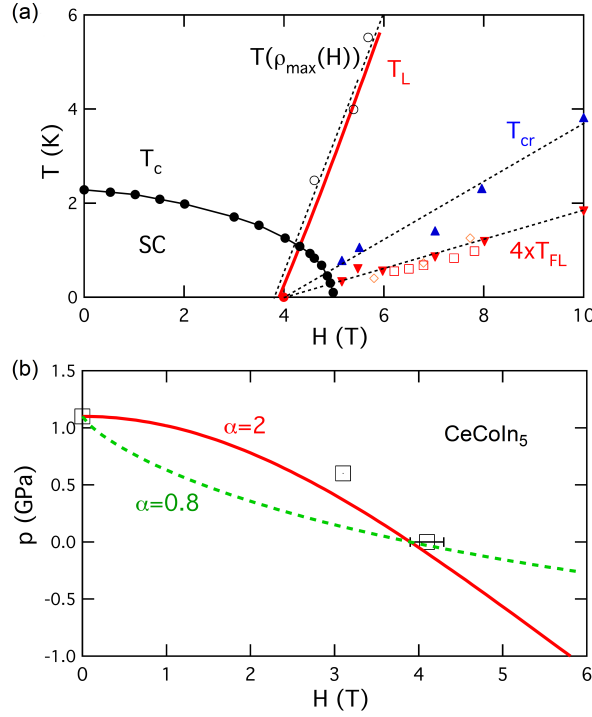 (a)
6
T(ρmax(H))
TL
4
Tcr
T (K)
Tc
2
SC
4xTFL
0
0 2 4 6 8 10
H (T)
(b)
1.5
CeCoIn5
1.0
α=2
0.5
α=0.8
p (GPa)
0.0
-0.5
-1.0
0 1 2 3 4 5 6
H (T)